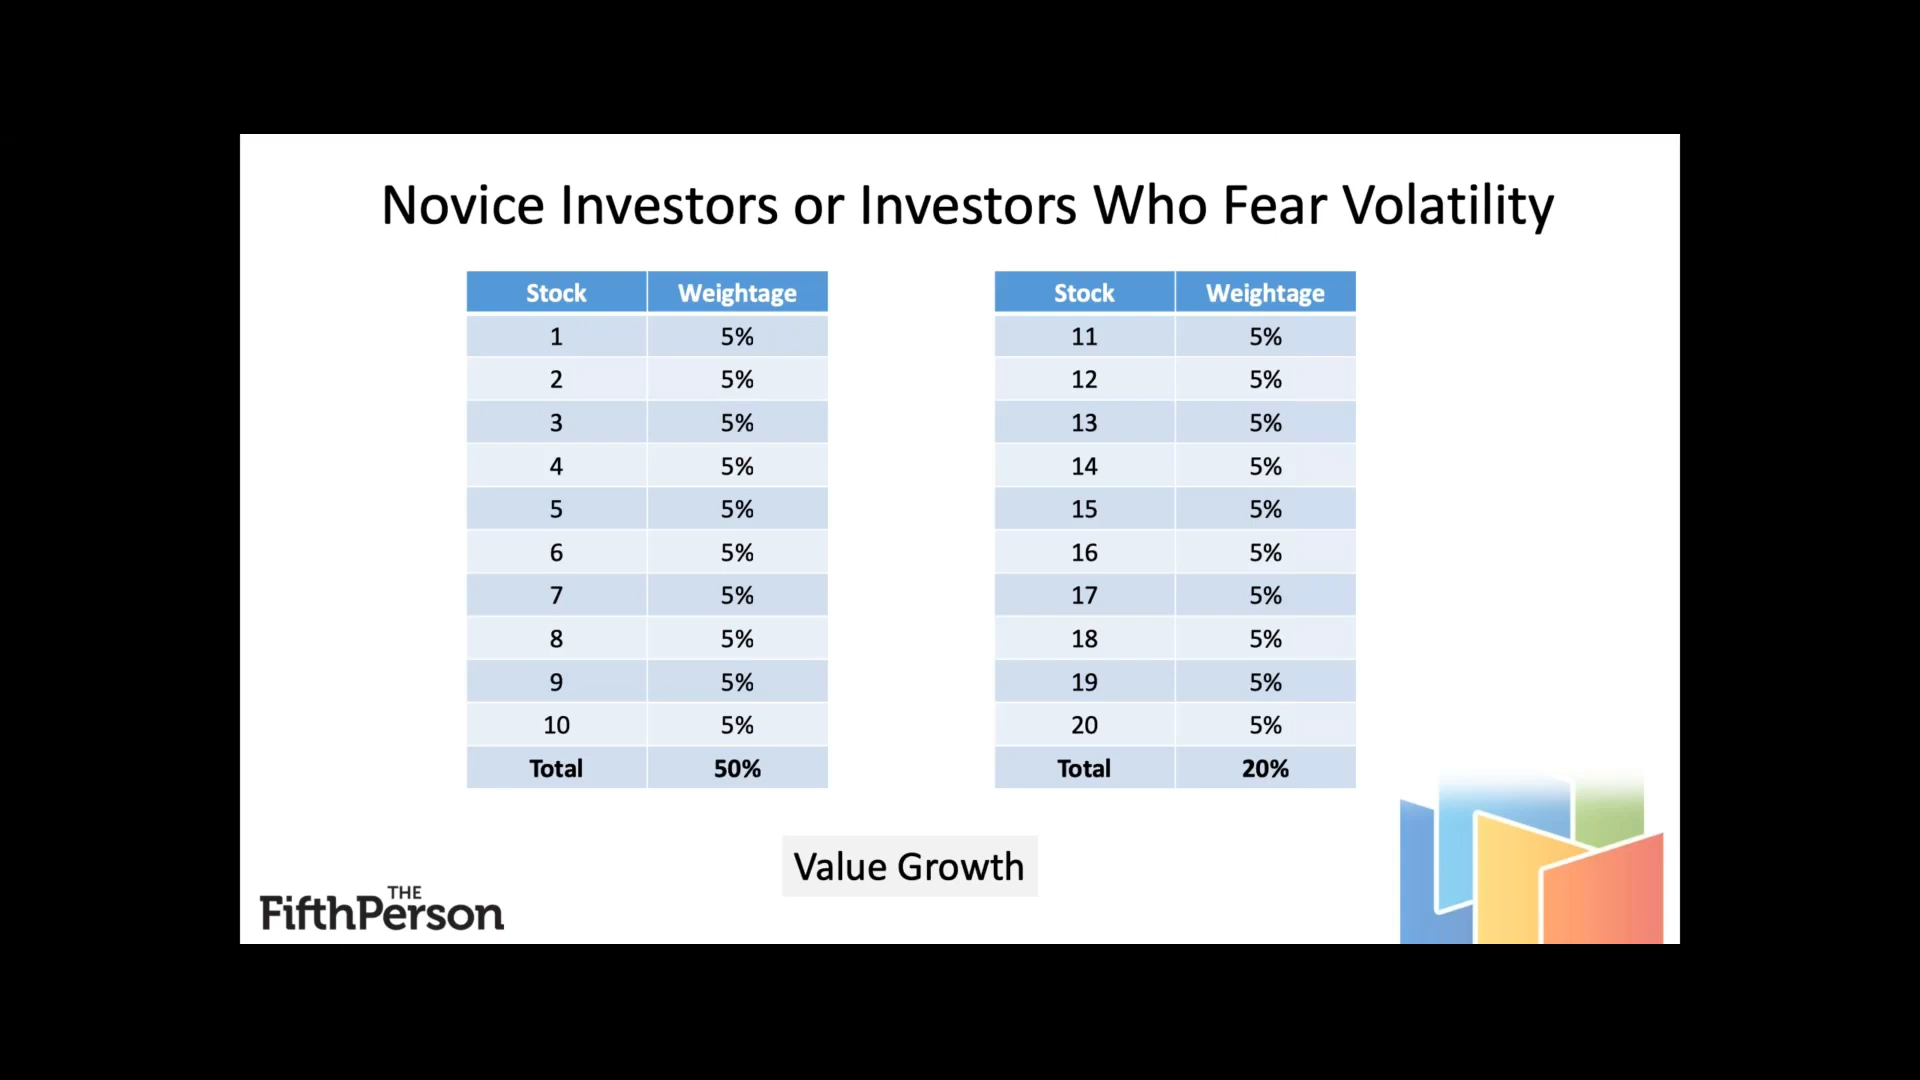 Novice Investors or Investors Who Fear Volatility
Stock Weightage
1 5%
2 5%
3 5%
4 5%
5 5%
6 5%
7 5%
8 5%
9 5%
10 5%
Total 50%
Stock Weightage
11 5%
12 5%
13 5%
14 5%
15 5%
16 5%
17 5%
18 5%
19 5%
20 5%
Total 20%
Value Growth
THE
FifthPerson